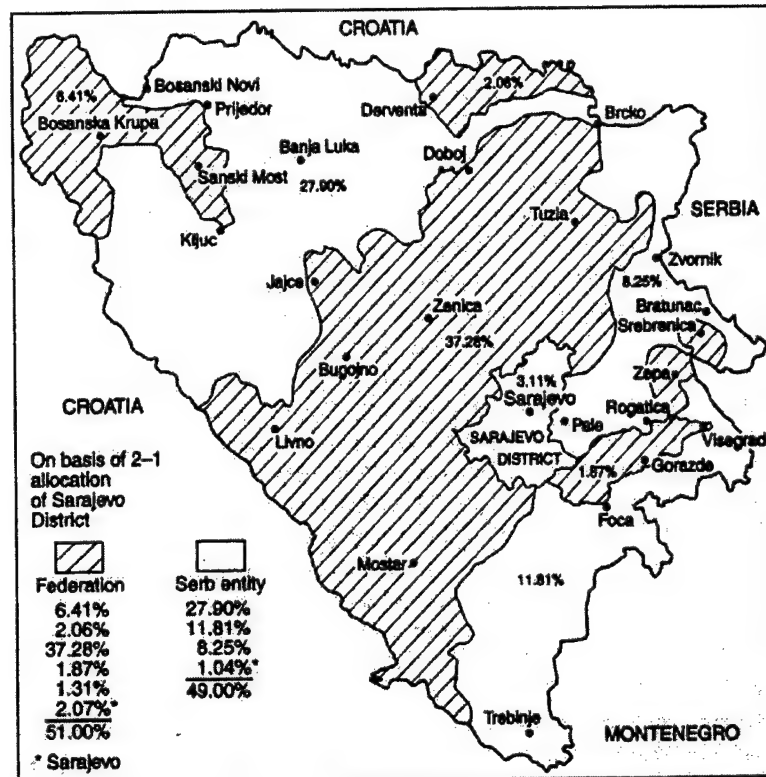 CROATIA
Bosanski Novi
6.41%
Prijedor
2.06%
Derventa
Brcko
Bosanska Krupa
Banja Luka
Doboj
Sanski Most
27.90%
Tuzla
SERBIA
Kljuc
Zvornik
8.25%
Jajce
Bratunac
Zenica
Srebrenica
37.28%
Bugojno
Zepa
3.11%
Sarajevo
CROATIA
Pale
Rogatica
Visegrad
Livno
SARAJEVO
DISTRICT
Gorazde
1.87%
Foca
On basis of 2–1
allocation
of Sarajevo
District
Mostar
11.81%
Federation
6.41%
2.06%
37.28%
1.87%
1.31%
2.07%*
51.00%
* Sarajevo
Serb entity
27.90%
11.81%
8.25%
1.04%*
49.00%
Trebinje
MONTENEGRO